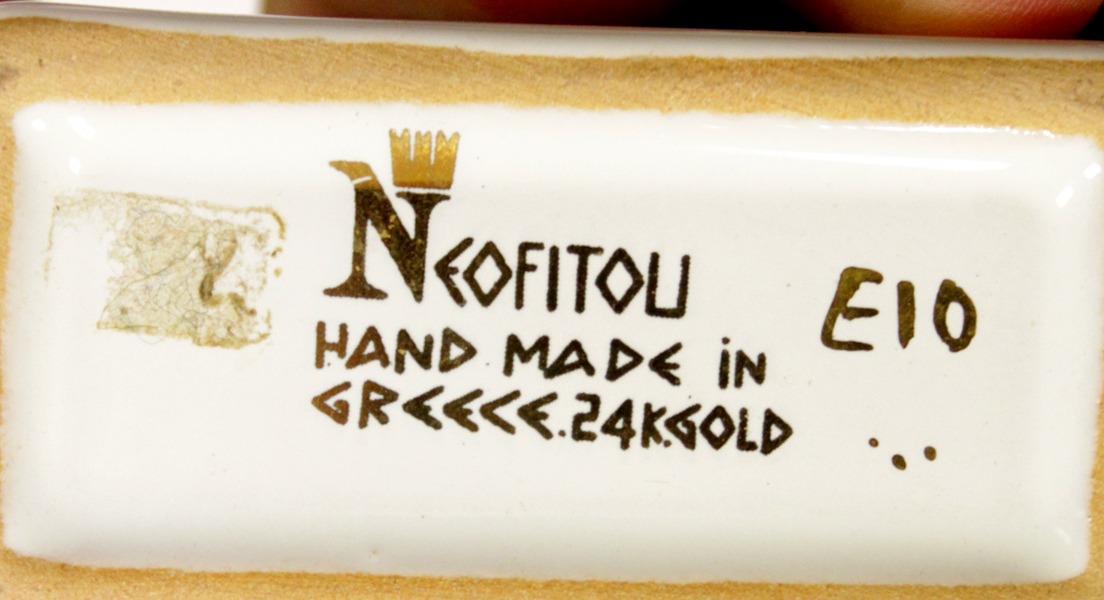 NEOFITOU
HAND MADE iN
GREECE.24K.GOLD
E10